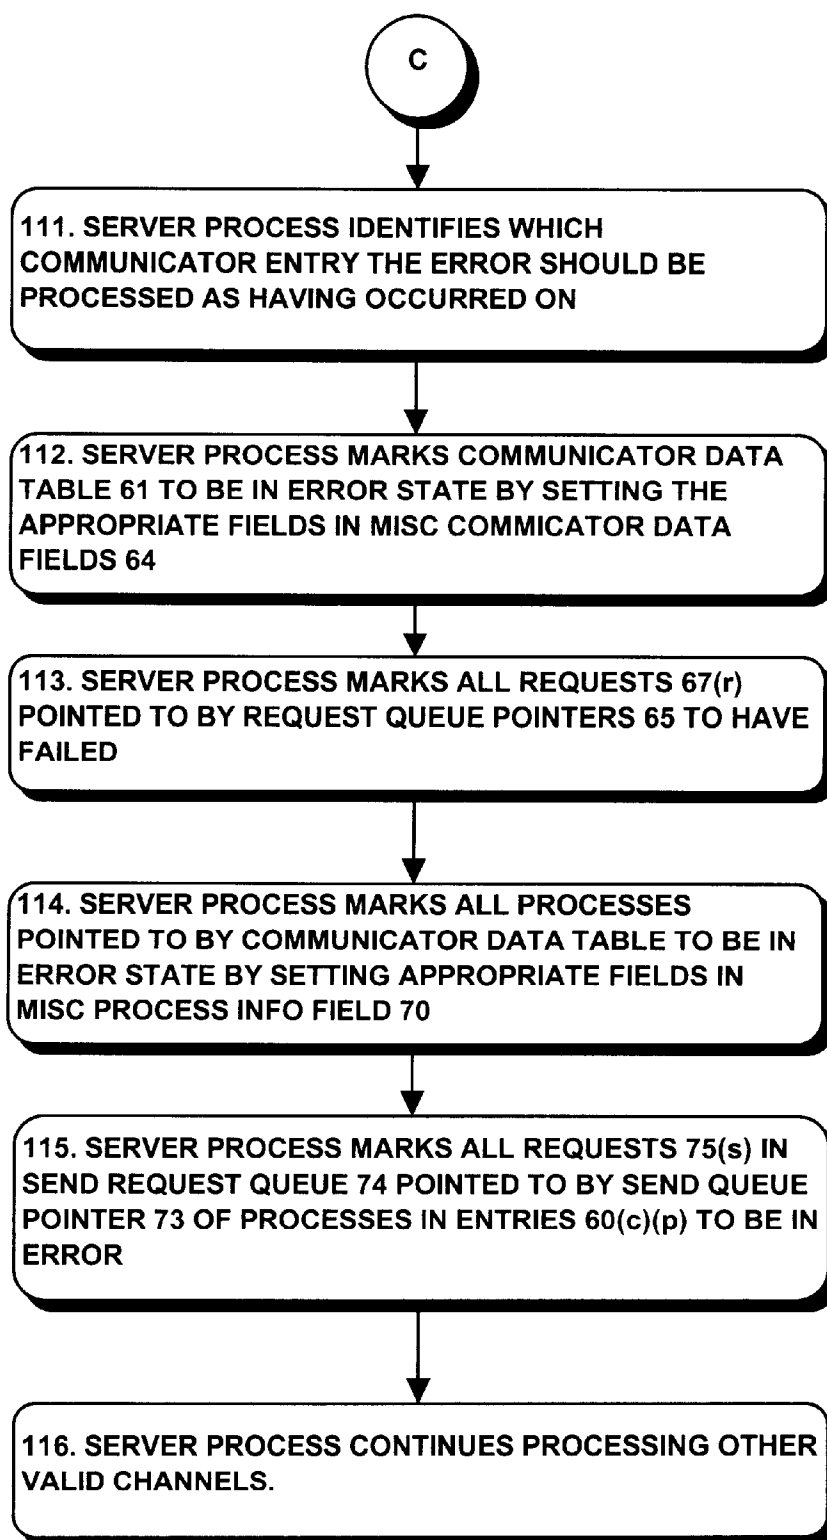 C
111. SERVER PROCESS IDENTIFIES WHICH
COMMUNICATOR ENTRY THE ERROR SHOULD BE
PROCESSED AS HAVING OCCURRED ON
112. SERVER PROCESS MARKS COMMUNICATOR DATA
TABLE 61 TO BE IN ERROR STATE BY SETTING THE
APPROPRIATE FIELDS IN MISC COMMICATOR DATA
FIELDS 64
113. SERVER PROCESS MARKS ALL REQUESTS 67(r)
POINTED TO BY REQUEST QUEUE POINTERS 65 TO HAVE
FAILED
114. SERVER PROCESS MARKS ALL PROCESSES
POINTED TO BY COMMUNICATOR DATA TABLE TO BE IN
ERROR STATE BY SETTING APPROPRIATE FIELDS IN
MISC PROCESS INFO FIELD 70
115. SERVER PROCESS MARKS ALL REQUESTS 75(s) IN
SEND REQUEST QUEUE 74 POINTED TO BY SEND QUEUE
POINTER 73 OF PROCESSES IN ENTRIES 60(c)(p) TO BE IN
ERROR
116. SERVER PROCESS CONTINUES PROCESSING OTHER
VALID CHANNELS.